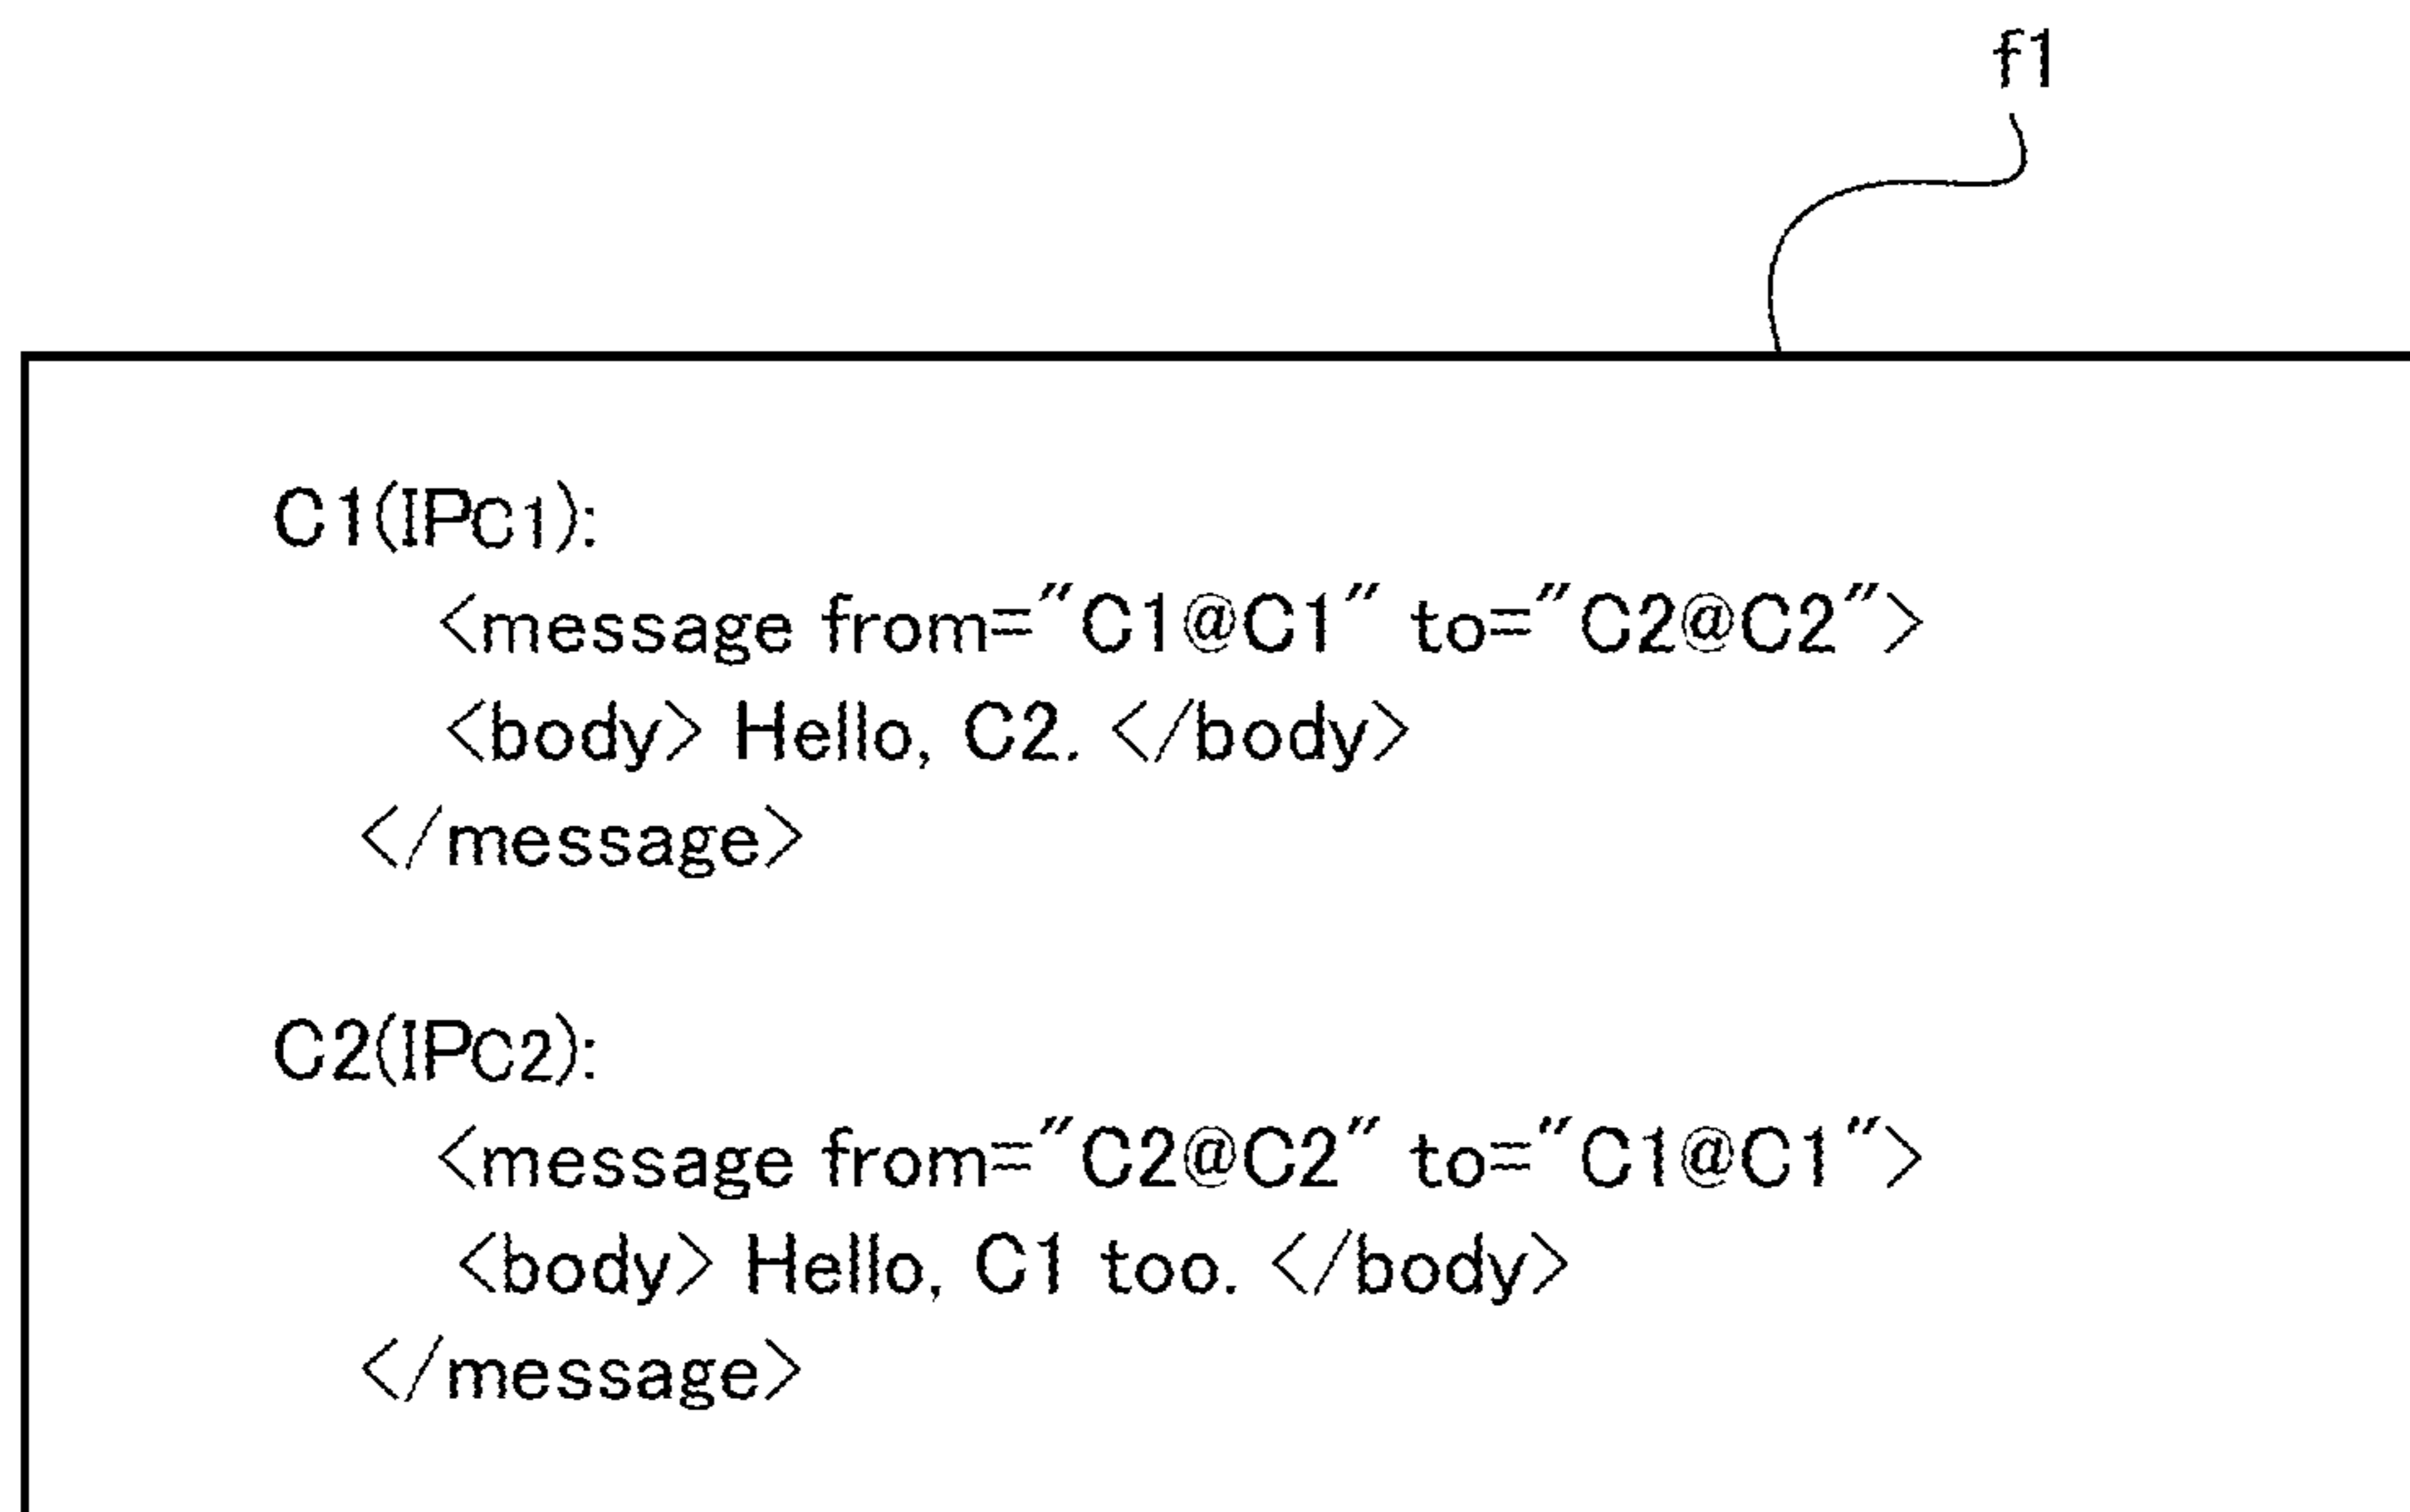 f1
C1(IPC1):
<message from="C1@C1" to="C2@C2">
<body> Hello, C2. </body>
</message>
C2(IPC2):
<message from="C2@C2" to="C1@C1">
<body> Hello, C1 too. </body>
</message>